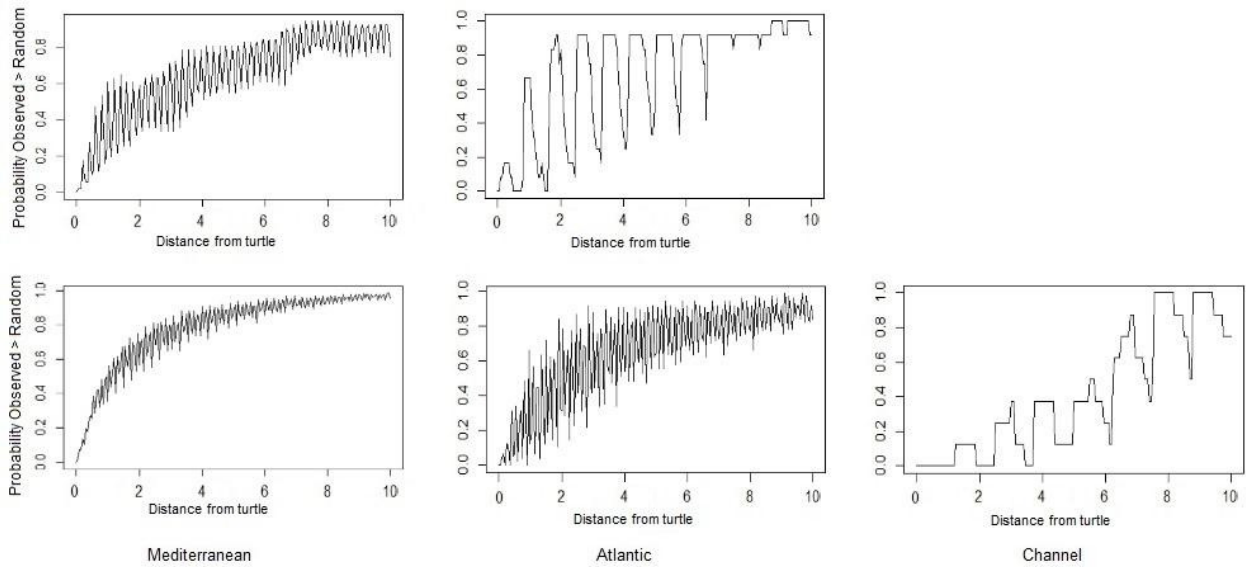 Probability Observed > Random
0.0 0.2 0.4 0.6 0.8
0 2 4 6 8 10
Distance from turtle
0.0 0.2 0.4 0.6 0.8 1.0
0 2 4 6 8 10
Distance from turtle
Probability Observed > Random
0.0 0.2 0.4 0.6 0.8 1.0
0 2 4 6 8 10
Distance from turtle
0.0 0.2 0.4 0.6 0.8 1.0
0 2 4 6 8 10
Distance from turtle
0.0 0.2 0.4 0.6 0.8 1.0
0 2 4 6 8 10
Distance from turtle
Mediterranean
Atlantic
Channel